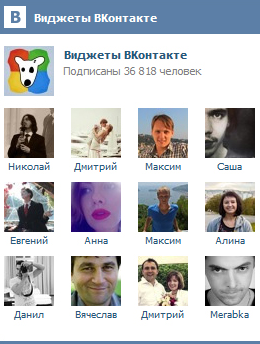 В Виджеты ВКонтакте
Виджеты ВКонтакте
Подписаны 36 818 человек
Николай Дмитрий Максим Саша
Евгений Анна Максим Алина
Данил Вячеслав Дмитрий Merabka